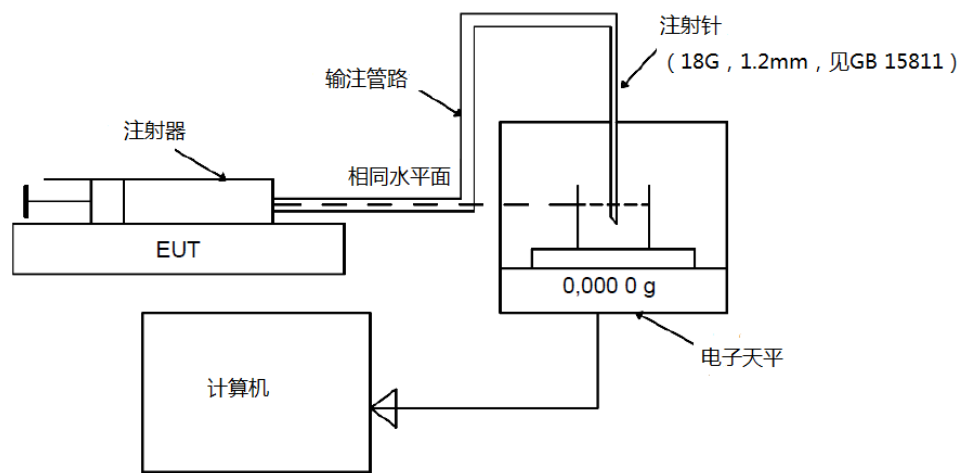 注射针
（18G，1.2mm，见GB 15811）
输注管路
注射器
相同水平面
EUT
0,000 0 g
电子天平
计算机